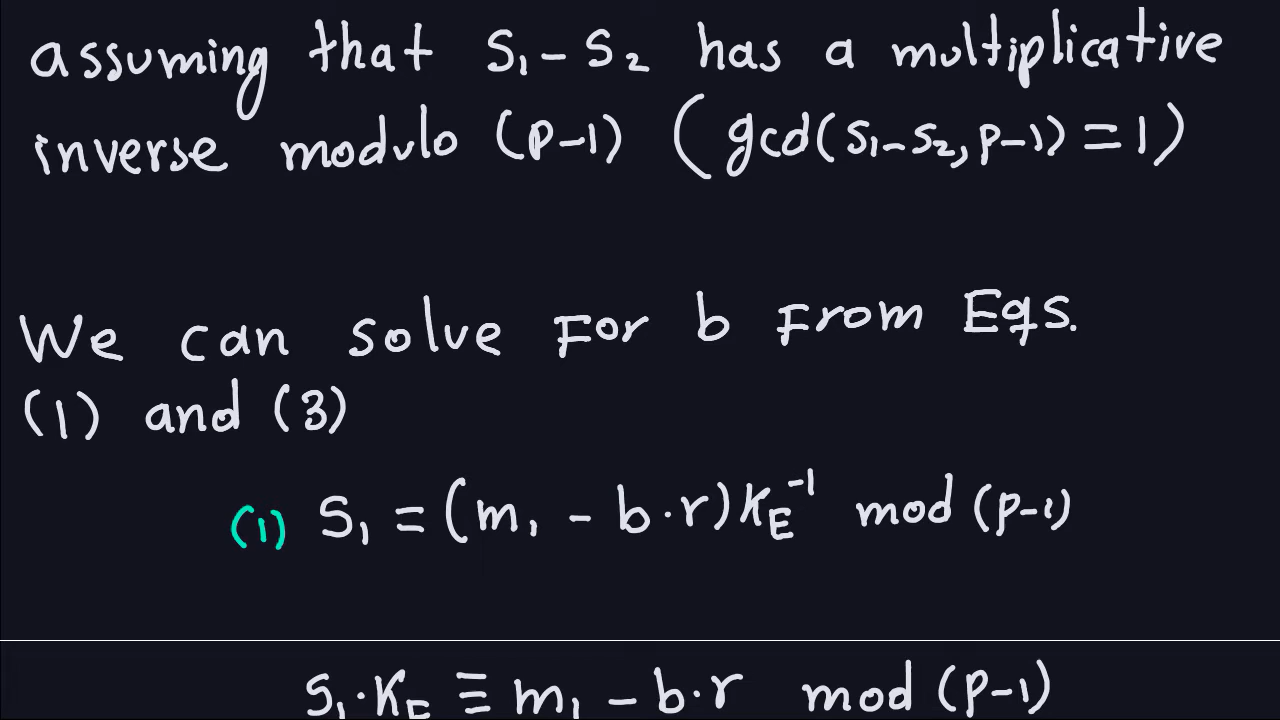 assuming that S₁ - S₂ has a multiplicative
inverse modulo (p-1) (gcd(S₁-S₂, p-1) = 1)
We can solve For b From Eqs.
(1) and (3)
(1) S₁ = (m₁ - b·r)K_E⁻¹ mod (p-1)
S₁·K_E ≡ m₁ - b·r mod (p-1)